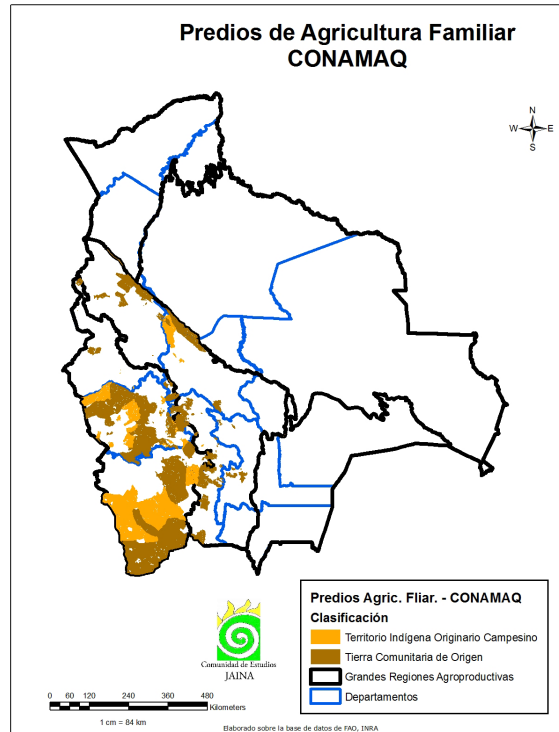 Predios de Agricultura Familiar
CONAMAQ
N
W E
S
Predios Agric. Fliar. - CONAMAQ
Clasificación
Territorio Indígena Originario Campesino
Tierra Comunitaria de Origen
Grandes Regiones Agroproductivas
Departamentos
Comunidad de Estudios
JAINA
0 60 120 240 360 480
Kilometers
1 cm = 84 km
Elaborado sobre la base de datos de FAO, INRA